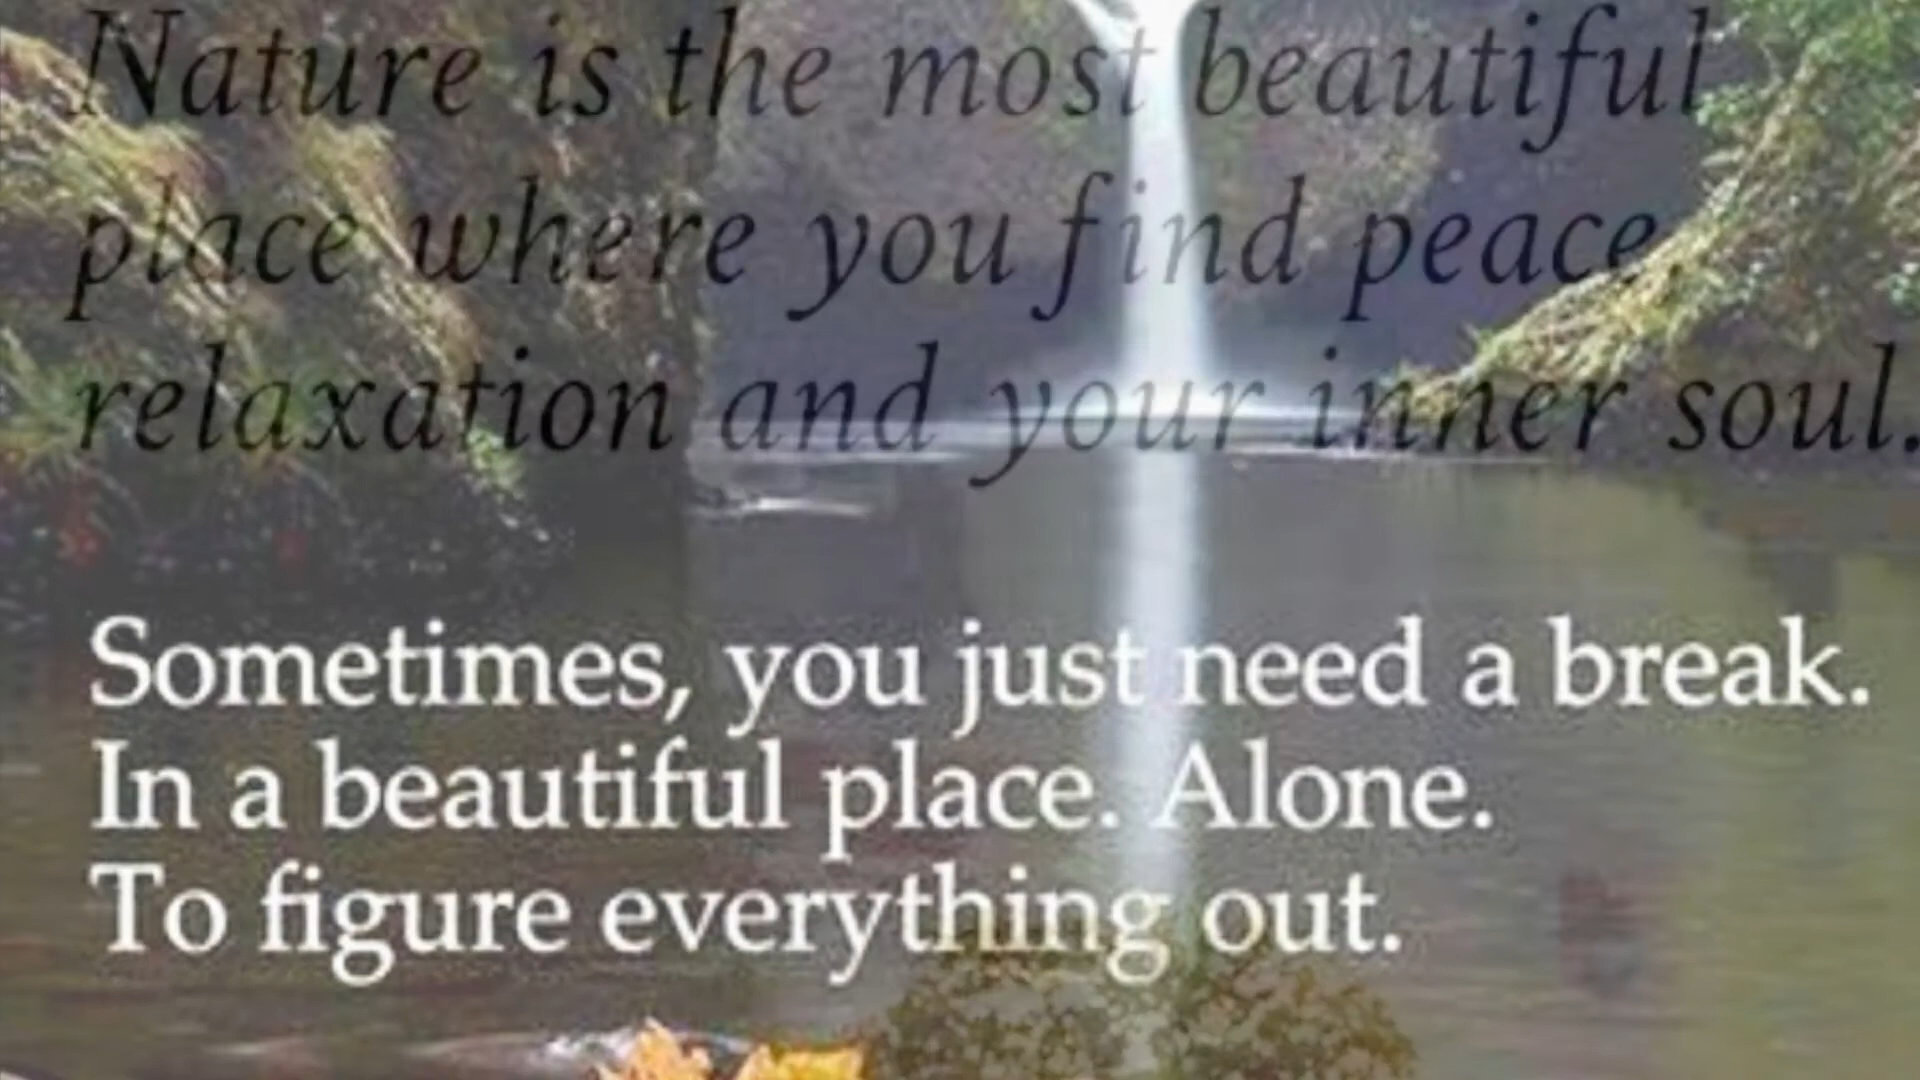 Nature is the most beautiful
place where you find peace
relaxation and your inner soul.
Sometimes, you just need a break.
In a beautiful place. Alone.
To figure everything out.